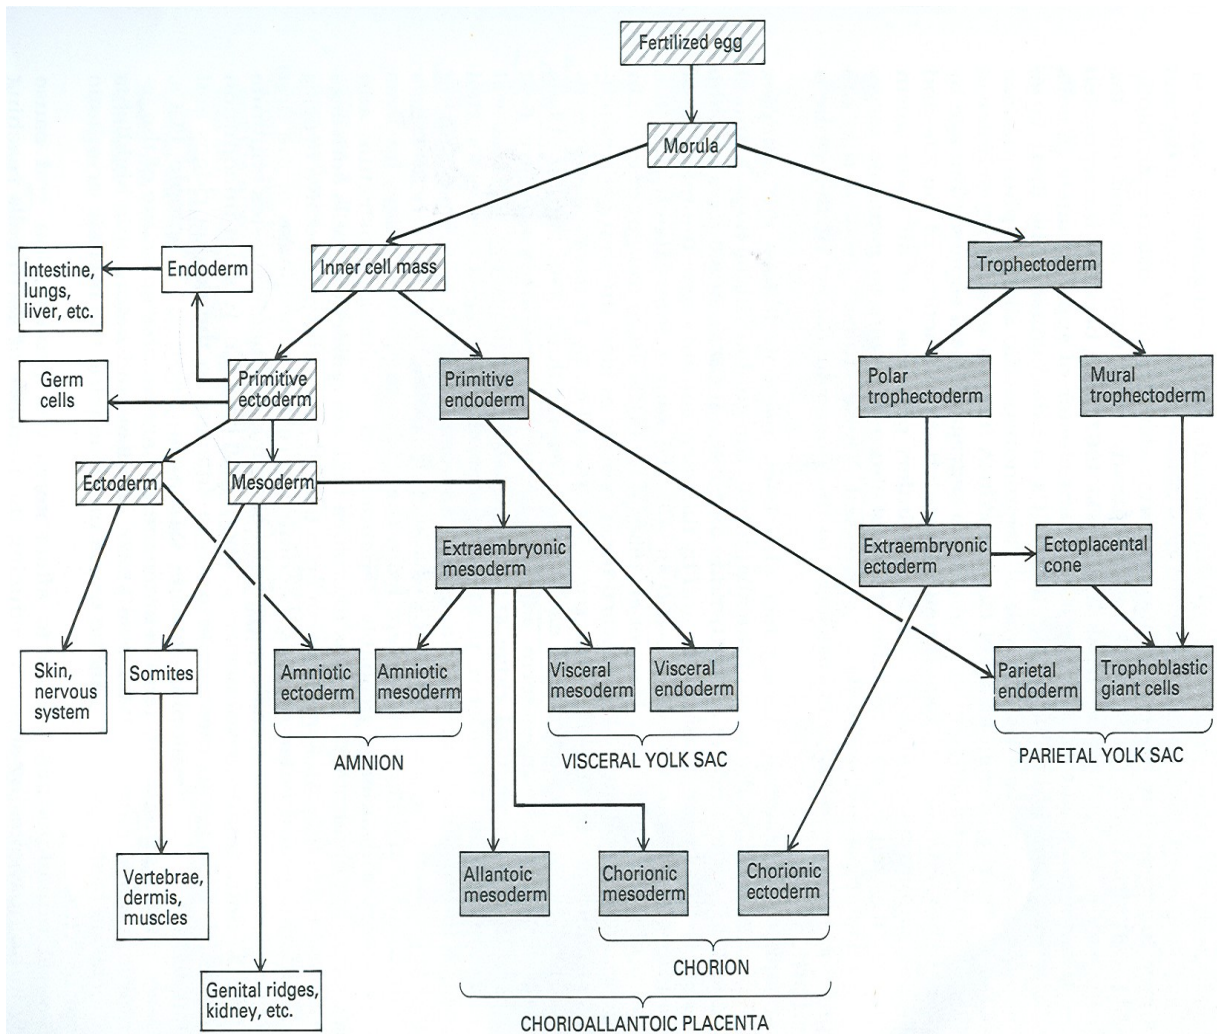 Fertilized egg
Morula
Inner cell mass
Trophectoderm
Intestine,
lungs,
liver, etc.
Endoderm
Germ
cells
Primitive
ectoderm
Primitive
endoderm
Polar
trophectoderm
Mural
trophectoderm
Ectoderm
Mesoderm
Extraembryonic
mesoderm
Extraembryonic
ectoderm
Ectoplacental
cone
Skin,
nervous
system
Somites
Amniotic
ectoderm
Amniotic
mesoderm
Visceral
mesoderm
Visceral
endoderm
Parietal
endoderm
Trophoblastic
giant cells
AMNION
VISCERAL YOLK SAC
PARIETAL YOLK SAC
Vertebrae,
dermis,
muscles
Allantoic
mesoderm
Chorionic
mesoderm
Chorionic
ectoderm
CHORION
Genital ridges,
kidney, etc.
CHORIOALLANTOIC PLACENTA